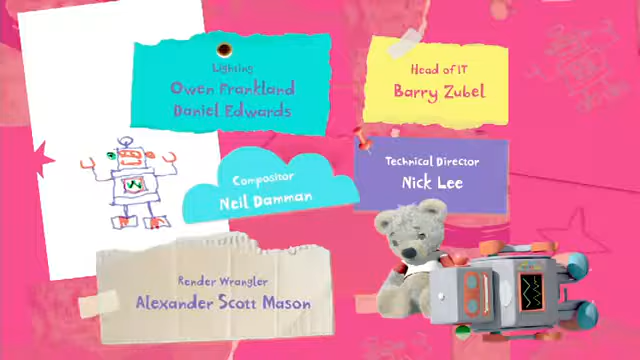 Lighting
Owen Frankland
Daniel Edwards
Head of IT
Barry Zubel
Technical Director
Nick Lee
Compositor
Neil Damman
Render Wrangler
Alexander Scott Mason